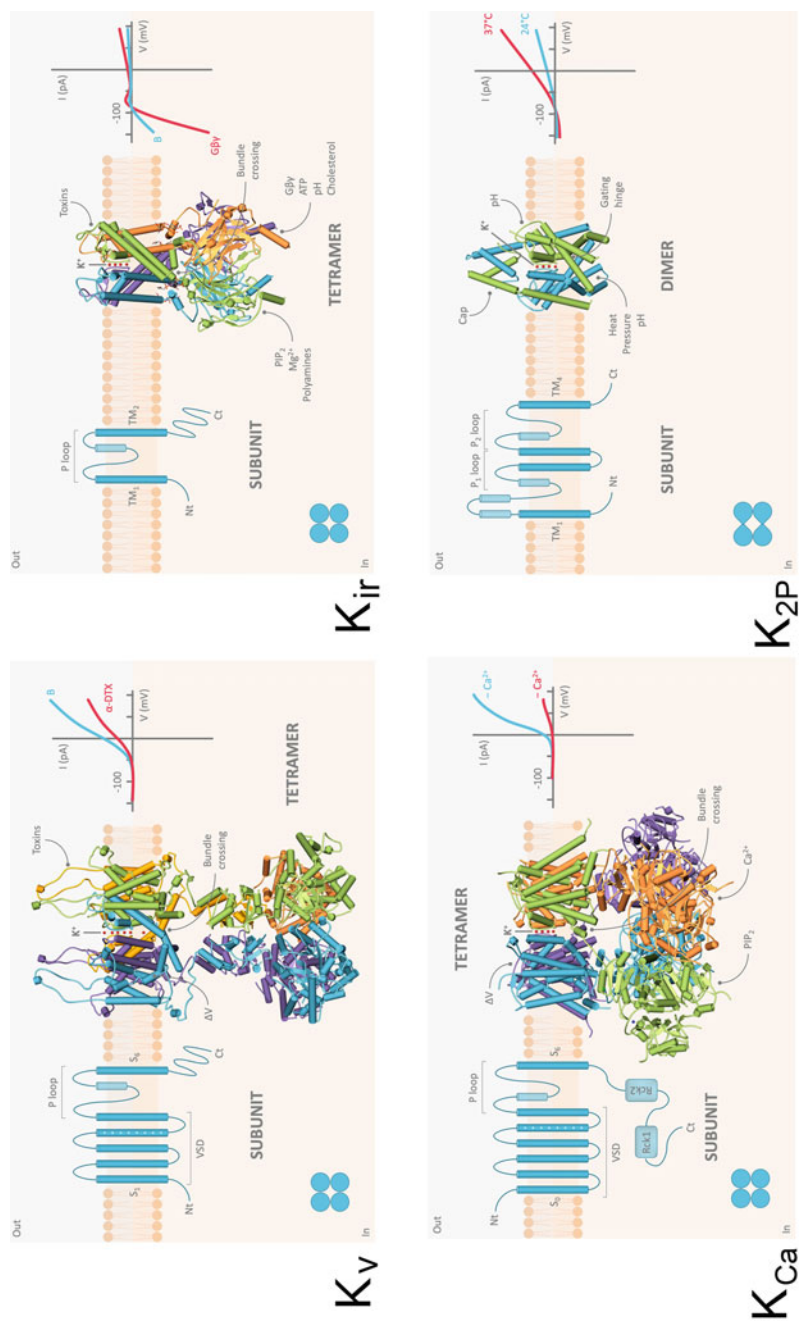 K_v
Out
In
S₁
S₆
P loop
VSD
Nt
Ct
SUBUNIT
Toxins
K⁺
ΔV
Bundle
crossing
TETRAMER
I (pA)
V (mV)
-100
B
α-DTX
K_ir
Out
In
P loop
TM₁
TM₂
Nt
Ct
SUBUNIT
Toxins
K⁺
Bundle
crossing
Gβγ
ATP
pH
Cholesterol
PIP₂
Mg²⁺
Polyamines
TETRAMER
I (pA)
V (mV)
-100
B
Gβγ
K_Ca
Out
In
Nt
S₀
S₆
P loop
VSD
Rck2
Rck1
Ct
SUBUNIT
TETRAMER
K⁺
ΔV
Bundle
crossing
Ca²⁺
PIP₂
I (pA)
V (mV)
-100
– Ca²⁺
– Ca²⁺
K_2P
Out
In
P₁ loop
P₂ loop
TM₁
TM₄
Nt
Ct
SUBUNIT
Cap
K⁺
pH
Gating
hinge
Heat
Pressure
pH
DIMER
I (pA)
V (mV)
-100
37°C
24°C